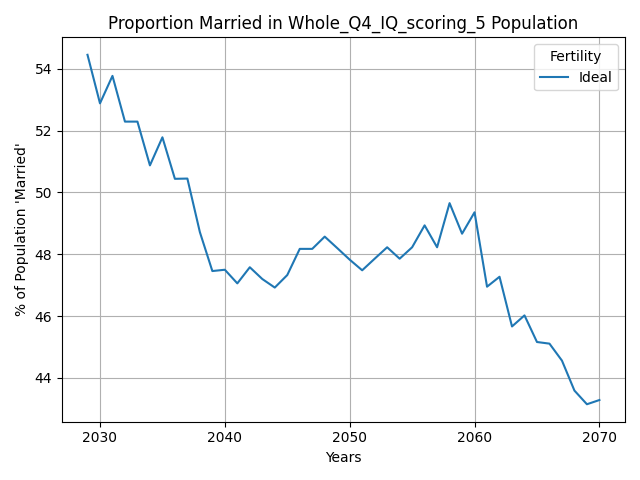 Proportion Married in Whole_Q4_IQ_scoring_5 Population
Fertility
Ideal
% of Population 'Married'
54
52
50
48
46
44
2030
2040
2050
2060
2070
Years